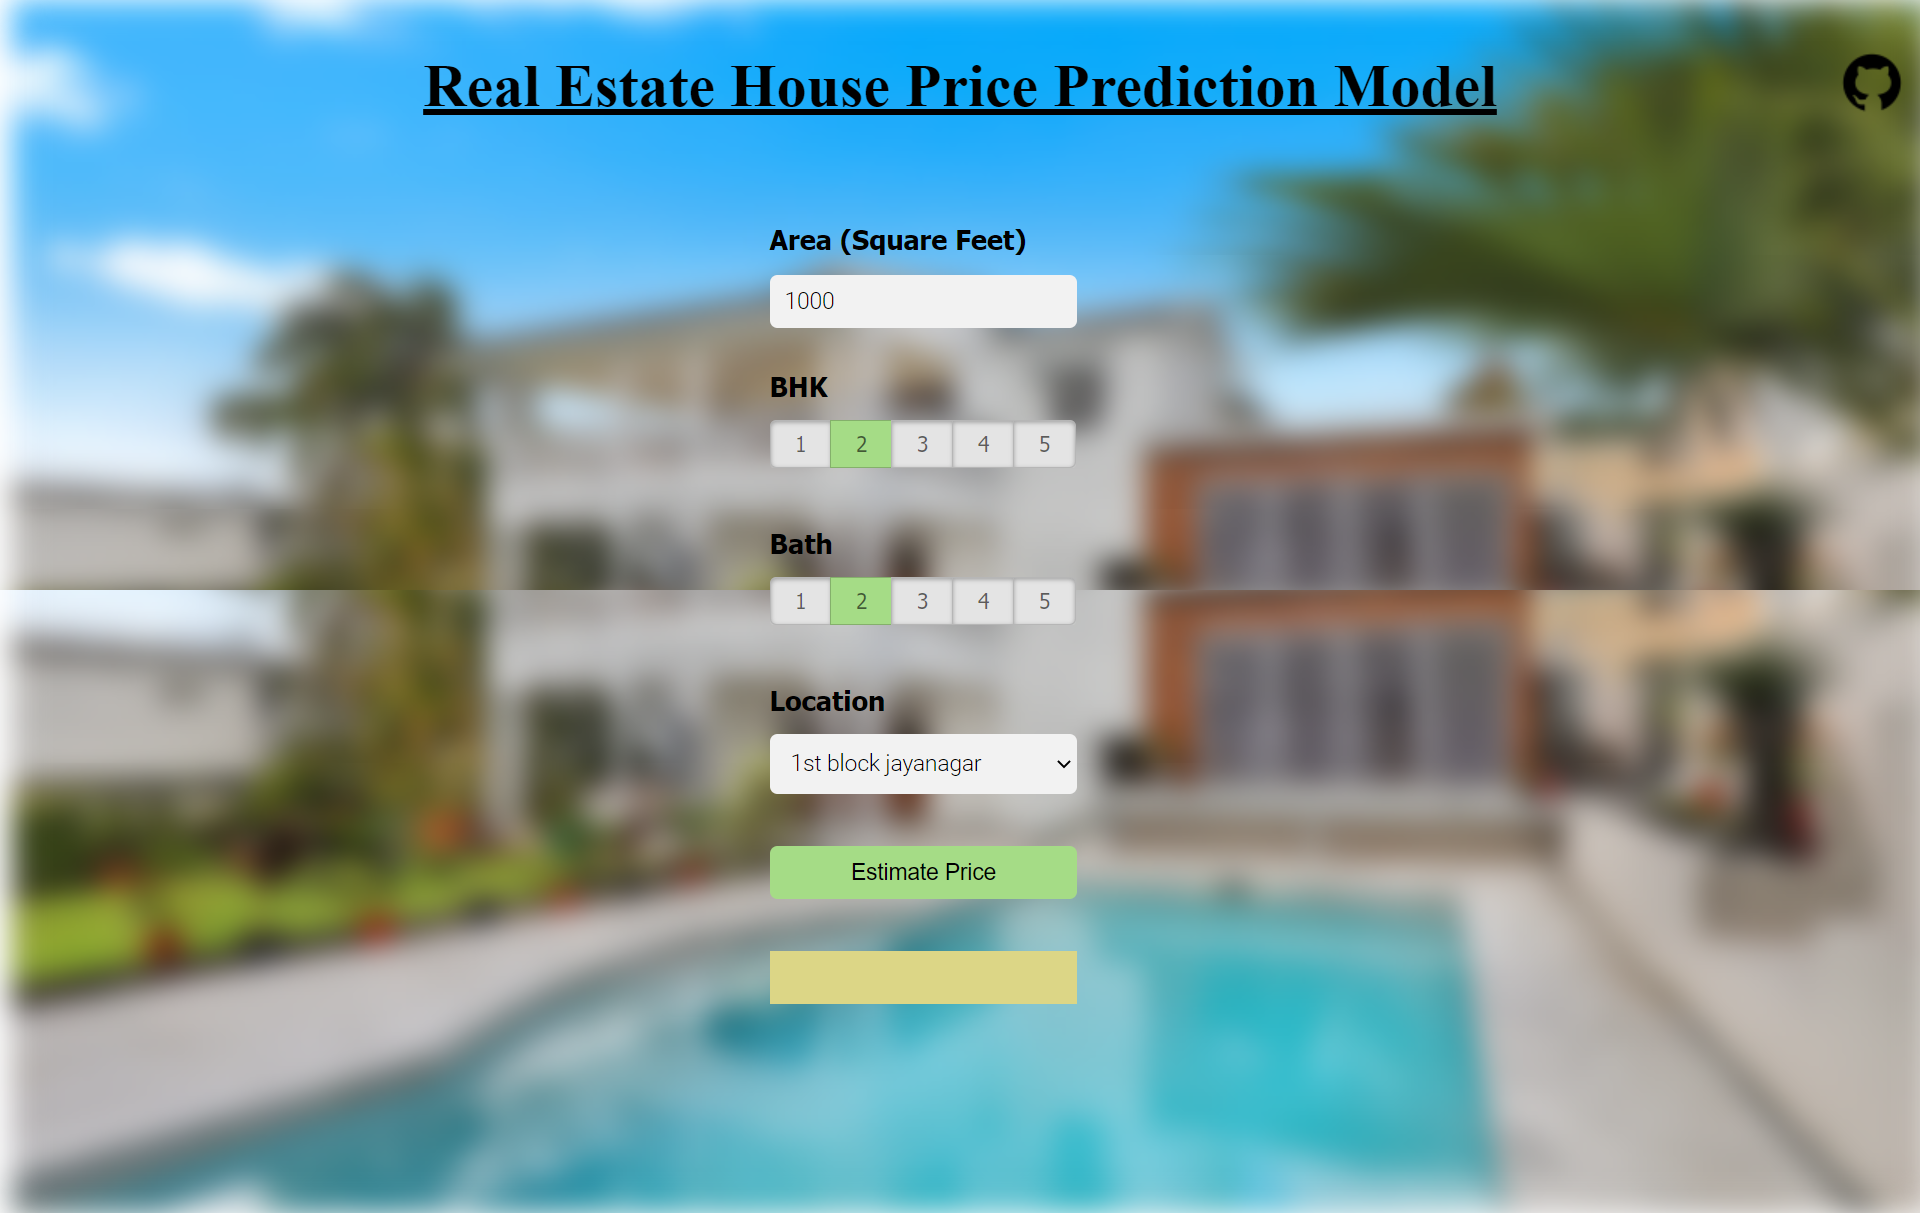 Real Estate House Price Prediction Model
Area (Square Feet)
1000
BHK
1 2 3 4 5
Bath
1 2 3 4 5
Location
1st block jayanagar
Estimate Price